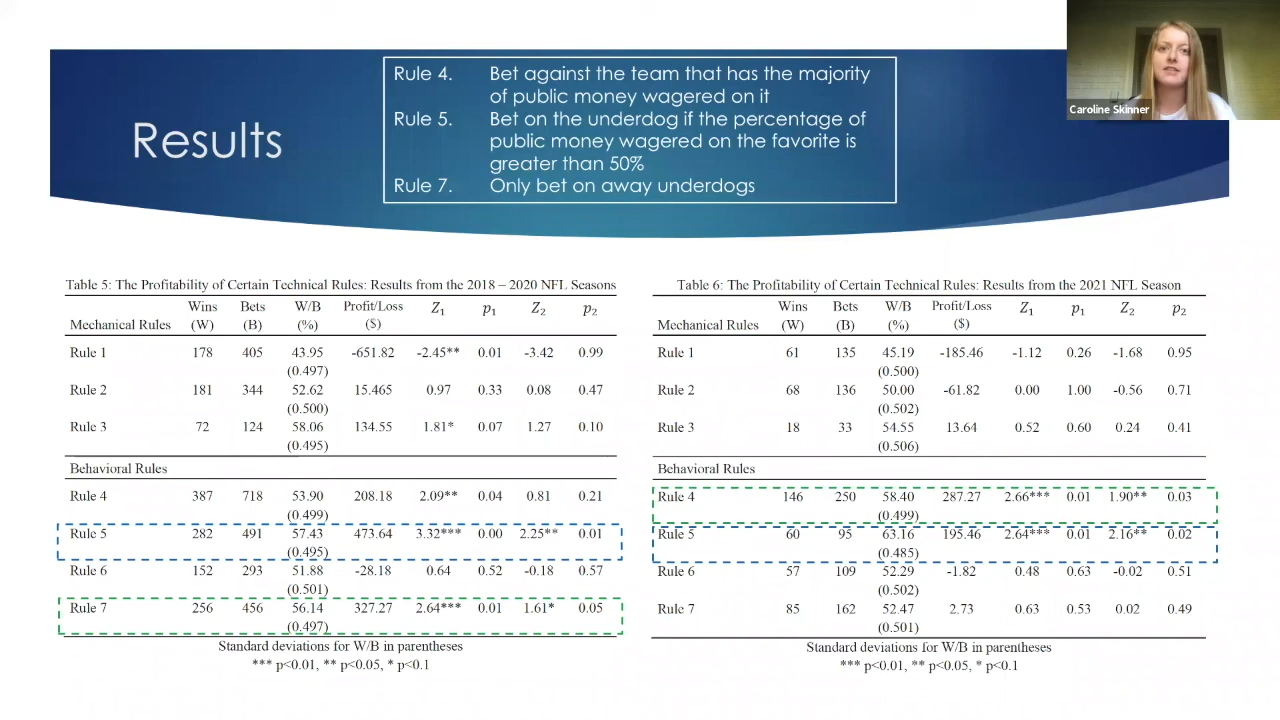 Caroline Skinner
Results
Rule 4. Bet against the team that has the majority
of public money wagered on it
Rule 5. Bet on the underdog if the percentage of
public money wagered on the favorite is
greater than 50%
Rule 7. Only bet on away underdogs
Table 5: The Profitability of Certain Technical Rules: Results from the 2018 – 2020 NFL Seasons
Wins Bets W/B Profit/Loss Z1 p1 Z2 p2
Mechanical Rules (W) (B) (%) ($)
Rule 1 178 405 43.95 -651.82 -2.45** 0.01 -3.42 0.99
(0.497)
Rule 2 181 344 52.62 15.465 0.97 0.33 0.08 0.47
(0.500)
Rule 3 72 124 58.06 134.55 1.81* 0.07 1.27 0.10
(0.495)
Behavioral Rules
Rule 4 387 718 53.90 208.18 2.09** 0.04 0.81 0.21
(0.499)
Rule 5 282 491 57.43 473.64 3.32*** 0.00 2.25** 0.01
(0.495)
Rule 6 152 293 51.88 -28.18 0.64 0.52 -0.18 0.57
(0.501)
Rule 7 256 456 56.14 327.27 2.64*** 0.01 1.61* 0.05
(0.497)
Standard deviations for W/B in parentheses
*** p<0.01, ** p<0.05, * p<0.1
Table 6: The Profitability of Certain Technical Rules: Results from the 2021 NFL Season
Wins Bets W/B Profit/Loss Z1 p1 Z2 p2
Mechanical Rules (W) (B) (%) ($)
Rule 1 61 135 45.19 -185.46 -1.12 0.26 -1.68 0.95
(0.500)
Rule 2 68 136 50.00 -61.82 0.00 1.00 -0.56 0.71
(0.502)
Rule 3 18 33 54.55 13.64 0.52 0.60 0.24 0.41
(0.506)
Behavioral Rules
Rule 4 146 250 58.40 287.27 2.66*** 0.01 1.90** 0.03
(0.499)
Rule 5 60 95 63.16 195.46 2.64*** 0.01 2.16** 0.02
(0.485)
Rule 6 57 109 52.29 -1.82 0.48 0.63 -0.02 0.51
(0.502)
Rule 7 85 162 52.47 2.73 0.63 0.53 0.02 0.49
(0.501)
Standard deviations for W/B in parentheses
*** p<0.01, ** p<0.05, * p<0.1